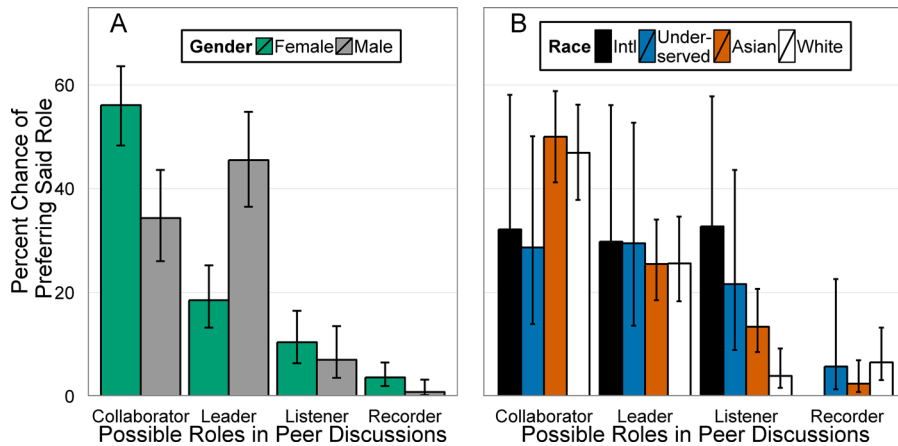 A
Gender Female Male
B
Race Intl Under-served Asian White
Percent Chance of
Preferring Said Role
60
40
20
0
Collaborator Leader Listener Recorder
Possible Roles in Peer Discussions
Collaborator Leader Listener Recorder
Possible Roles in Peer Discussions